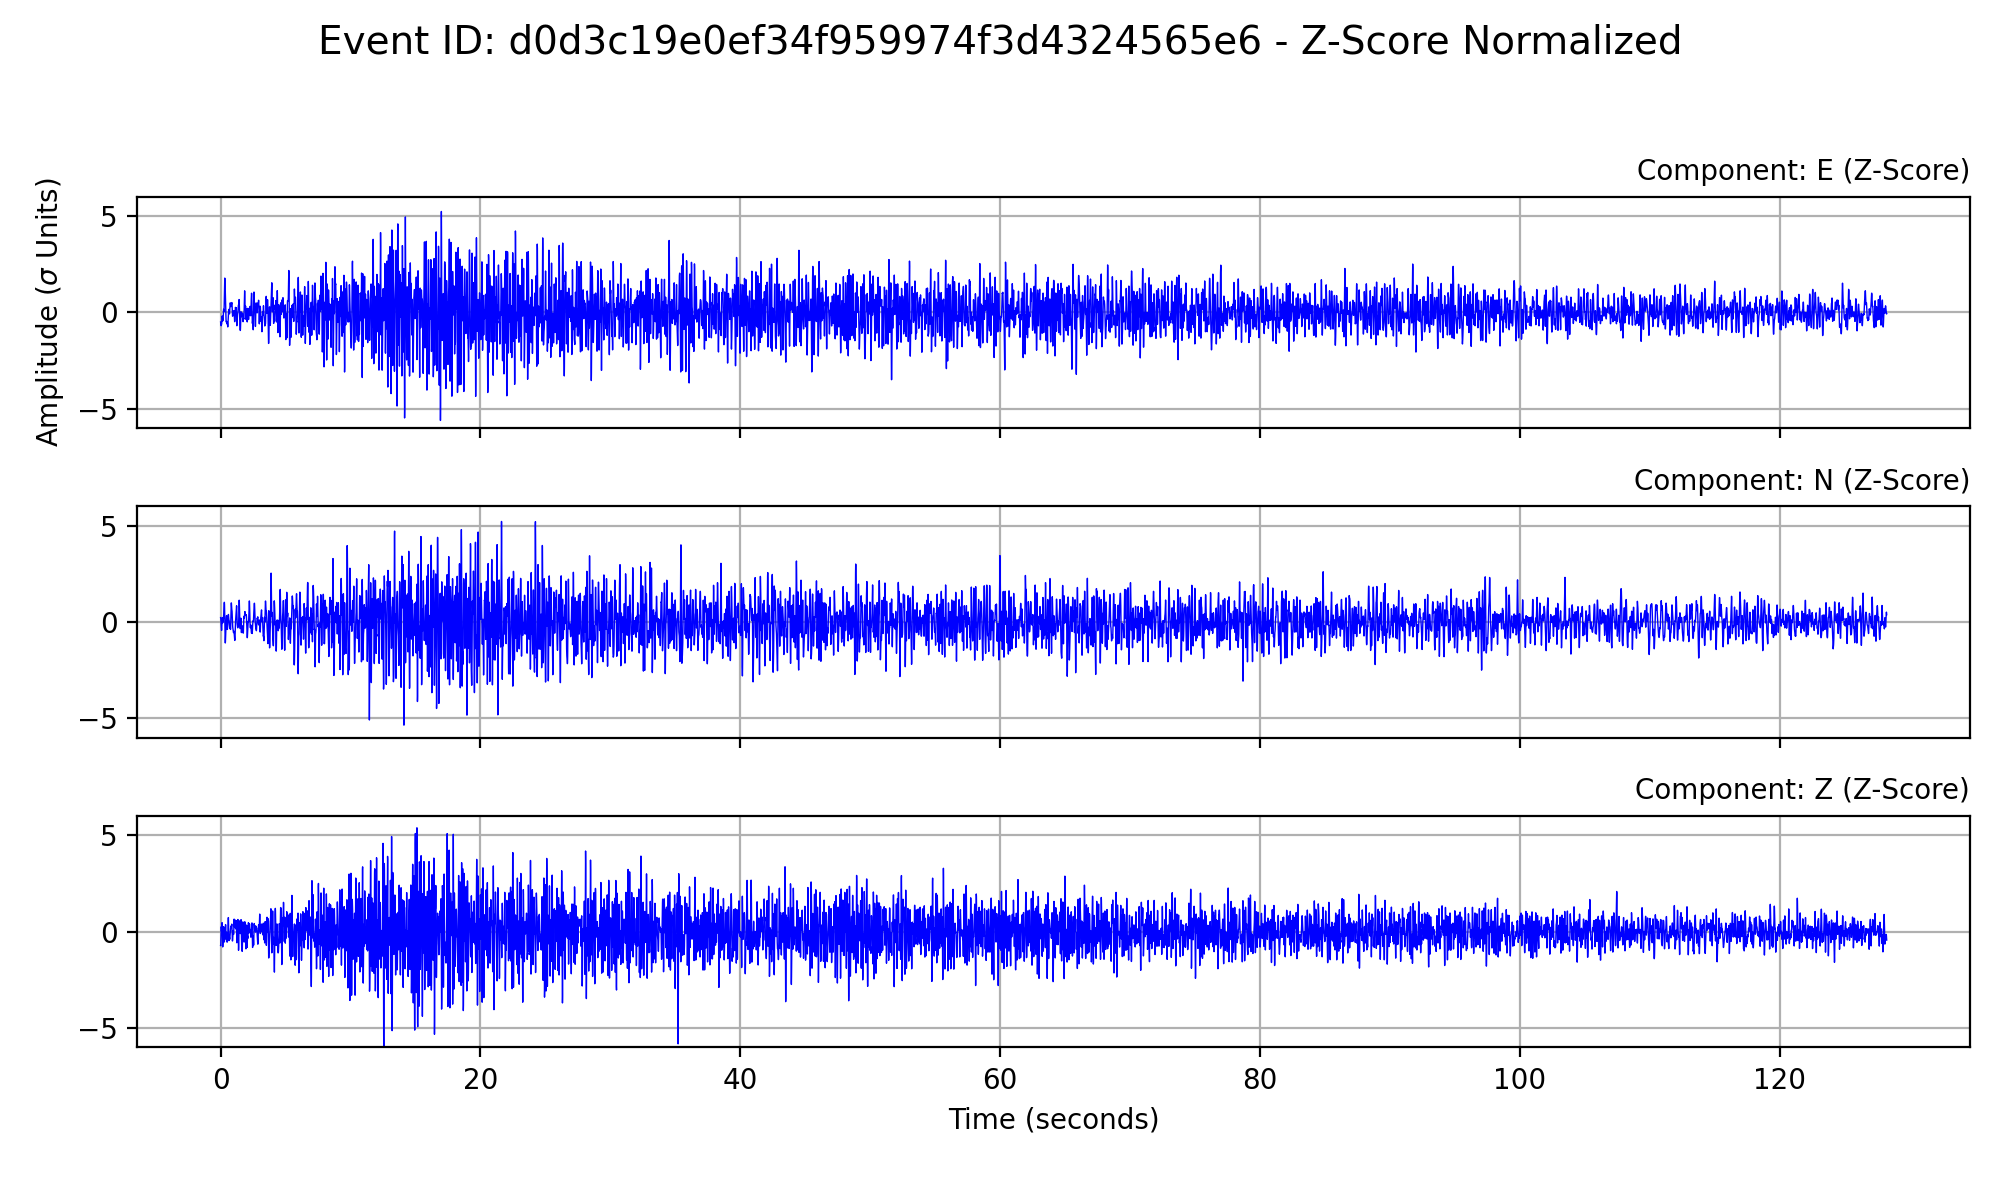 Event ID: d0d3c19e0ef34f959974f3d4324565e6 - Z-Score Normalized
Component: E (Z-Score)
Amplitude (σ Units)
5
0
−5
Component: N (Z-Score)
5
0
−5
Component: Z (Z-Score)
5
0
−5
0 20 40 60 80 100 120
Time (seconds)